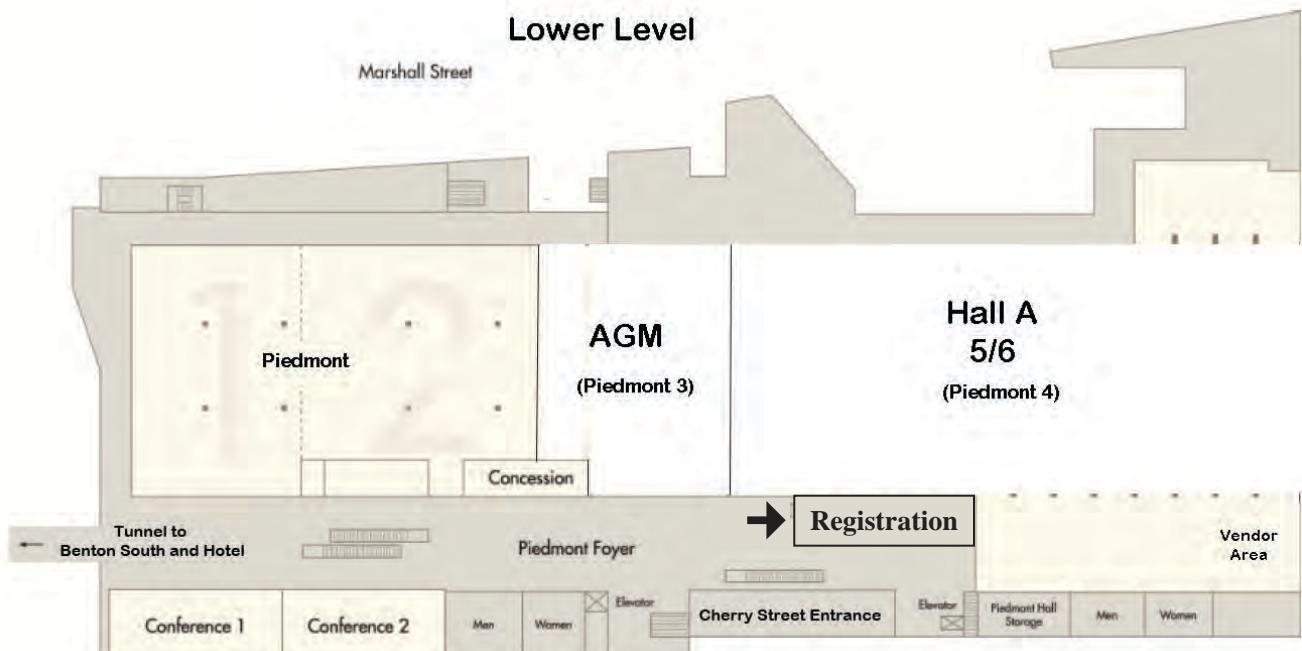 Lower Level
Marshall Street
1
2
Piedmont
AGM
(Piedmont 3)
Hall A
5/6
(Piedmont 4)
Concession
Registration
Tunnel to
Benton South and Hotel
Piedmont Foyer
Vendor
Area
Conference 1
Conference 2
Men
Women
Elevator
Cherry Street Entrance
Elevator
Piedmont Hall
Storage
Men
Women